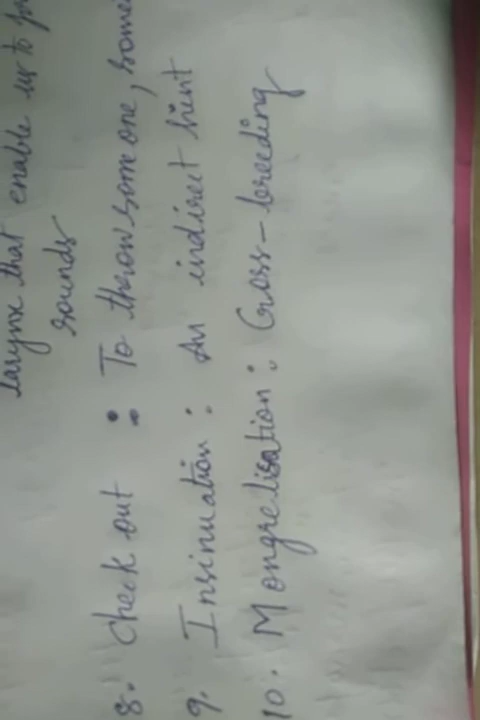 larynx that enable us to
sounds
8. Check out : To throw some one,
9. Insinuation : An indirect hint
10. Mongrelisation : Cross-breeding